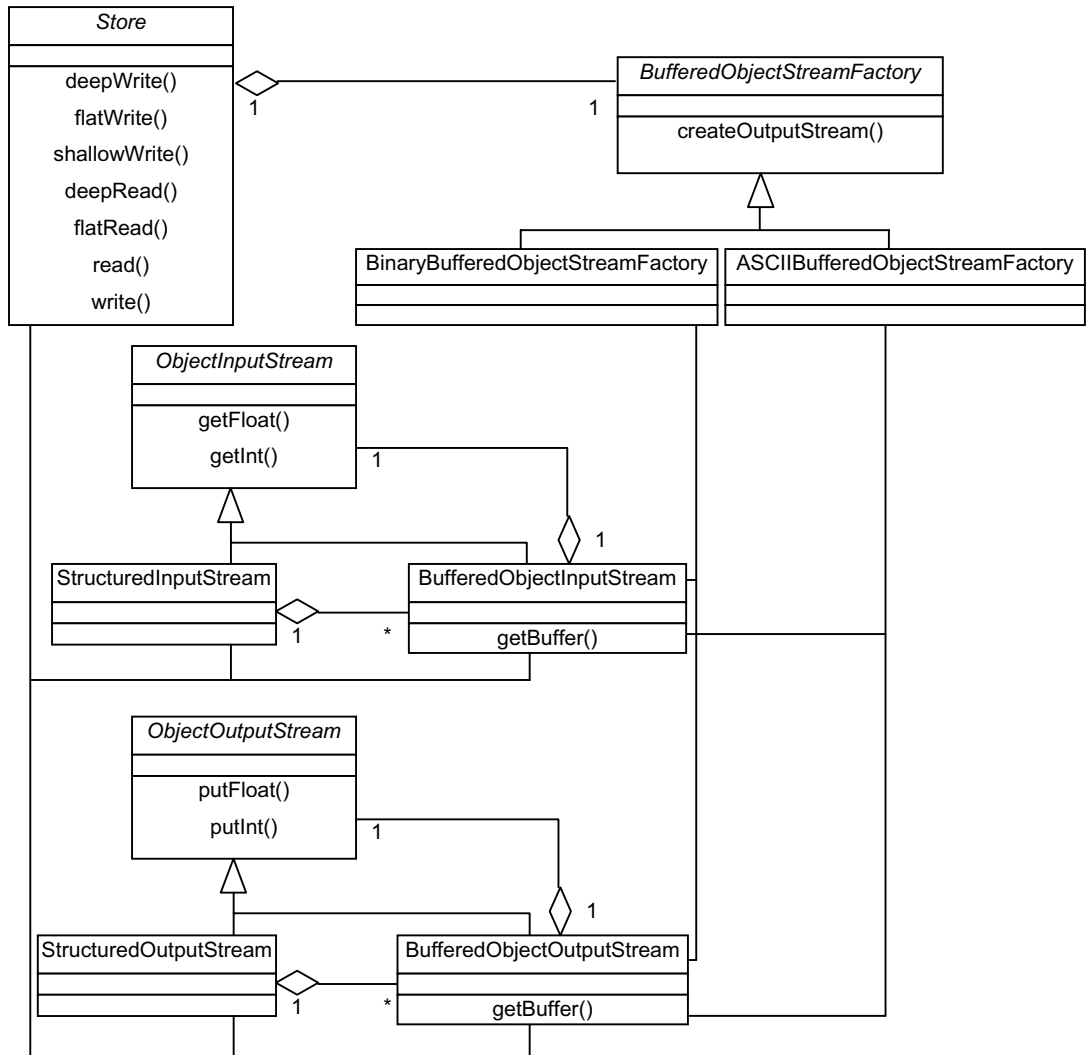 Store
deepWrite()
flatWrite()
shallowWrite()
deepRead()
flatRead()
read()
write()
1
1
BufferedObjectStreamFactory
createOutputStream()
BinaryBufferedObjectStreamFactory
ASCIIBufferedObjectStreamFactory
ObjectInputStream
getFloat()
getInt()
1
1
StructuredInputStream
1
*
BufferedObjectInputStream
getBuffer()
ObjectOutputStream
putFloat()
putInt()
1
1
StructuredOutputStream
1
*
BufferedObjectOutputStream
getBuffer()